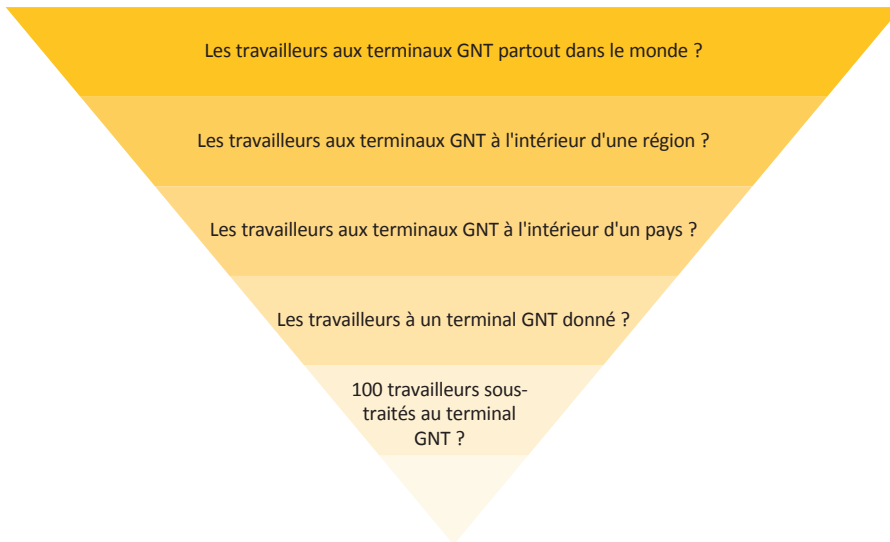 Les travailleurs aux terminaux GNT partout dans le monde ?
Les travailleurs aux terminaux GNT à l'intérieur d'une région ?
Les travailleurs aux terminaux GNT à l'intérieur d'un pays ?
Les travailleurs à un terminal GNT donné ?
100 travailleurs sous-
traités au terminal
GNT ?